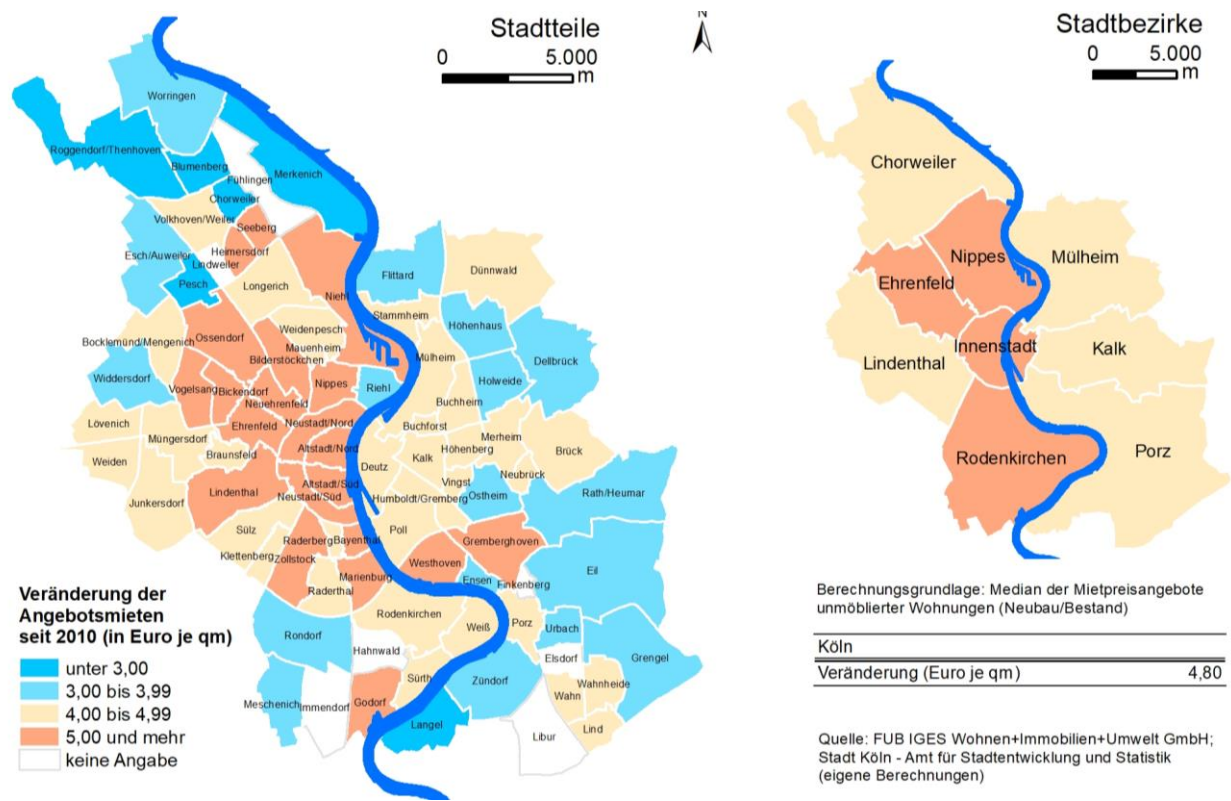 Stadtteile
N
0 5.000
m
Worringen
Roggendorf/Thenhoven
Blumenberg
Fühlingen
Merkenich
Chorweiler
Volkhoven/Weiler
Seeberg
Heimersdorf
Esch/Auweiler
Lindweiler
Pesch
Longerich
Niehl
Flittard
Dünnwald
Stammheim
Höhenhaus
Weidenpesch
Ossendorf
Bocklemünd/Mengenich
Mauenheim
Bilderstöckchen
Mülheim
Dellbrück
Widdersdorf
Vogelsang
Bickendorf
Nippes
Riehl
Holweide
Neuehrenfeld
Buchheim
Lövenich
Ehrenfeld
Neustadt/Nord
Buchforst
Müngersdorf
Merheim
Braunsfeld
Altstadt/Nord
Höhenberg
Brück
Weiden
Deutz
Kalk
Neubrück
Vingst
Lindenthal
Altstadt/Süd
Rath/Heumar
Junkersdorf
Neustadt/Süd
Humboldt/Gremberg
Ostheim
Sülz
Poll
Raderberg
Bayenthal
Gremberghoven
Klettenberg
Zollstock
Westhoven
Eil
Marienburg
Ensen
Finkenberg
Raderthal
Rodenkirchen
Weiß
Porz
Urbach
Rondorf
Hahnwald
Elsdorf
Grengel
Sürth
Zündorf
Wahnheide
Wahn
Meschenich
Immendorf
Godorf
Langel
Libur
Lind
Veränderung der
Angebotsmieten
seit 2010 (in Euro je qm)
unter 3,00
3,00 bis 3,99
4,00 bis 4,99
5,00 und mehr
keine Angabe
Stadtbezirke
0 5.000
m
Chorweiler
Nippes
Mülheim
Ehrenfeld
Innenstadt
Kalk
Lindenthal
Porz
Rodenkirchen
Berechnungsgrundlage: Median der Mietpreisangebote
unmöblierter Wohnungen (Neubau/Bestand)
Köln
Veränderung (Euro je qm) 4,80
Quelle: FUB IGES Wohnen+Immobilien+Umwelt GmbH;
Stadt Köln - Amt für Stadtentwicklung und Statistik
(eigene Berechnungen)